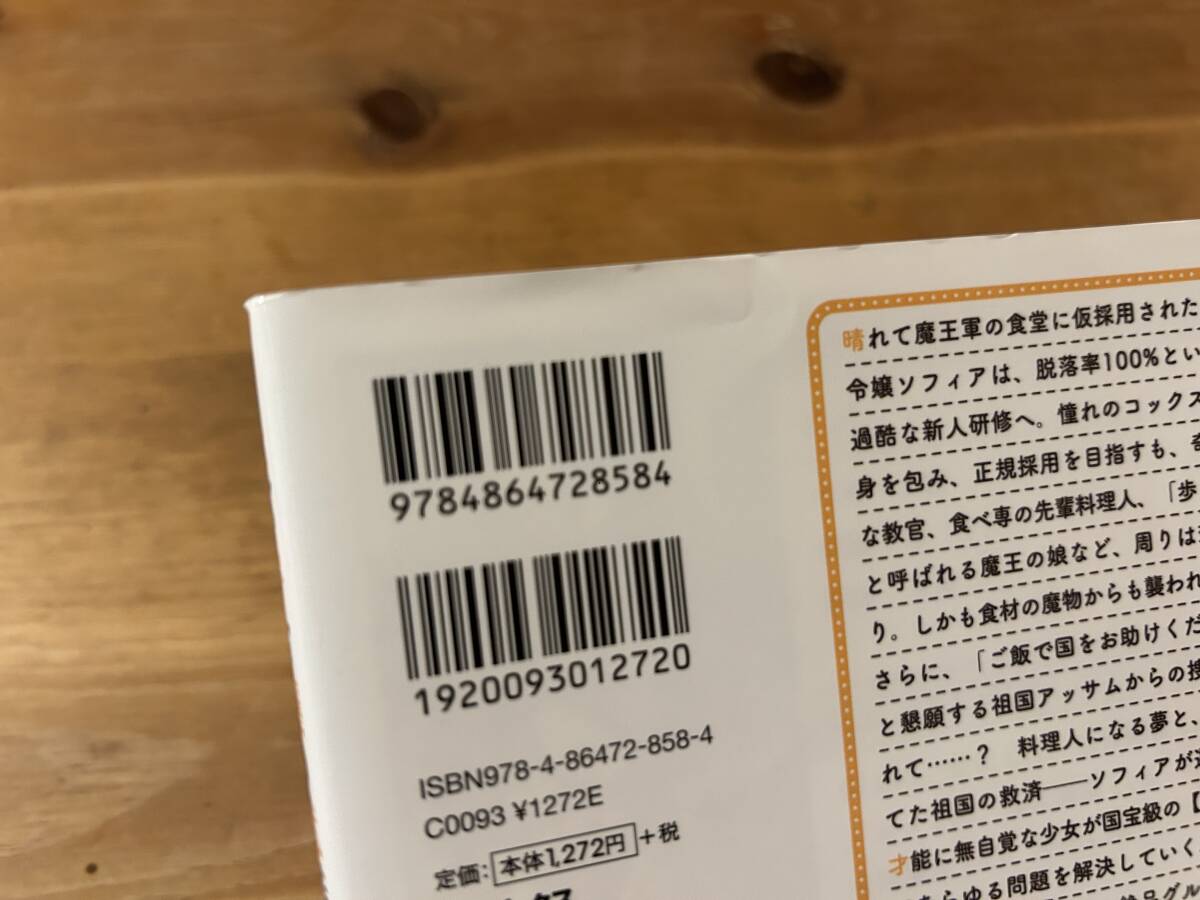 9784864728584
1920093012720
ISBN978-4-86472-858-4
C0093 ¥1272E
定価：本体1,272円+税
晴れて魔王軍の食堂に仮採用された
令嬢ソフィアは、脱落率100%とい
過酷な新人研修へ。憧れのコックス
身を包み、正規採用を目指すも、奇
な教官、食べ専の先輩料理人、「歩
と呼ばれる魔王の娘など、周りは
り。しかも食材の魔物からも襲われ
さらに、「ご飯で国をお助けくだ
と懇願する祖国アッサムからの捜
れて……？　料理人になる夢と、
てた祖国の救済――ソフィアが
才能に無自覚な少女が国宝級の【
あらゆる問題を解決していく